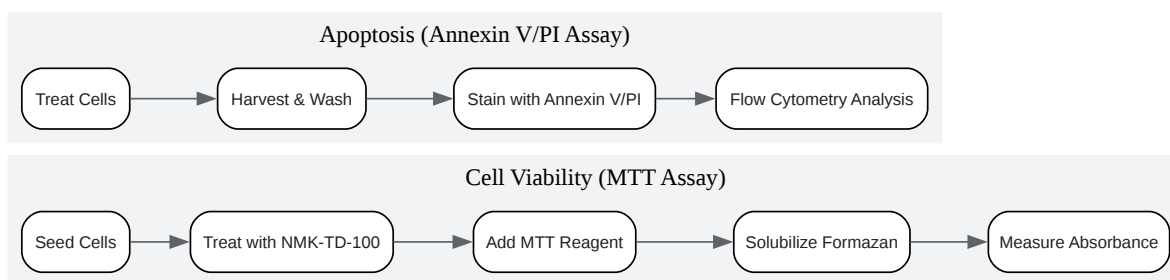 Apoptosis (Annexin V/PI Assay)
Treat Cells
Harvest & Wash
Stain with Annexin V/PI
Flow Cytometry Analysis
Cell Viability (MTT Assay)
Seed Cells
Treat with NMK-TD-100
Add MTT Reagent
Solubilize Formazan
Measure Absorbance